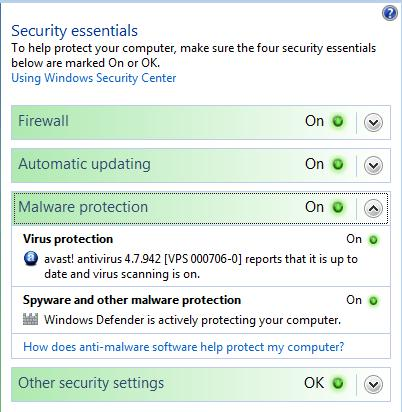 Security essentials
To help protect your computer, make sure the four security essentials
below are marked On or OK.
Using Windows Security Center
Firewall On
Automatic updating On
Malware protection On
Virus protection On
avast! antivirus 4.7.942 [VPS 000706-0] reports that it is up to
date and virus scanning is on.
Spyware and other malware protection On
Windows Defender is actively protecting your computer.
How does anti-malware software help protect my computer?
Other security settings OK